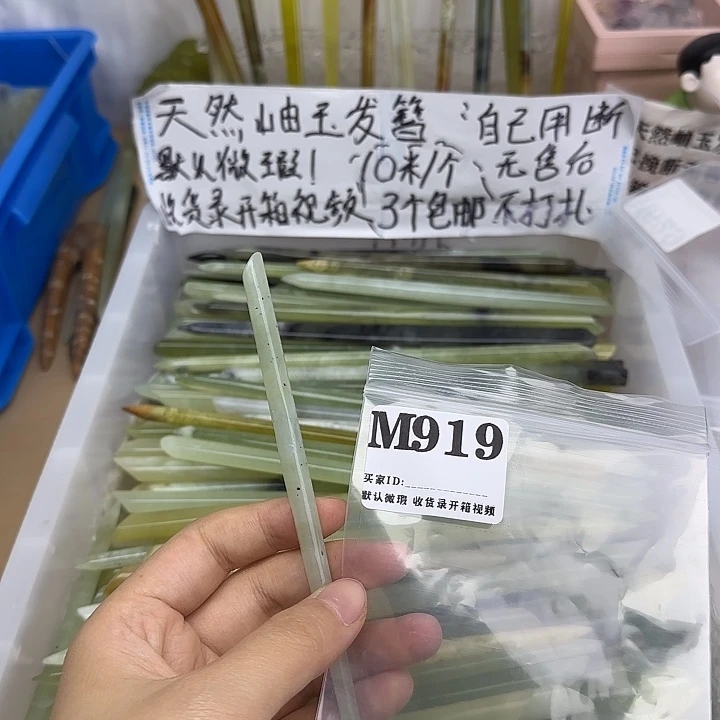 天然岫玉发簪 自己用断
默认微瑕! 10米/个、无售后
收货录开箱视频 3个包邮 不打扎
M919
买家ID:
默认微瑕 收货录开箱视频